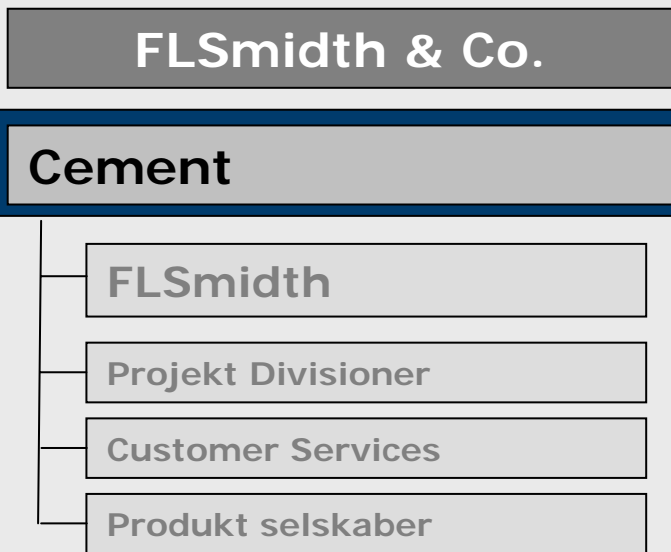 FLSmidth & Co.
Cement
FLSmidth
Projekt Divisioner
Customer Services
Produkt selskaber